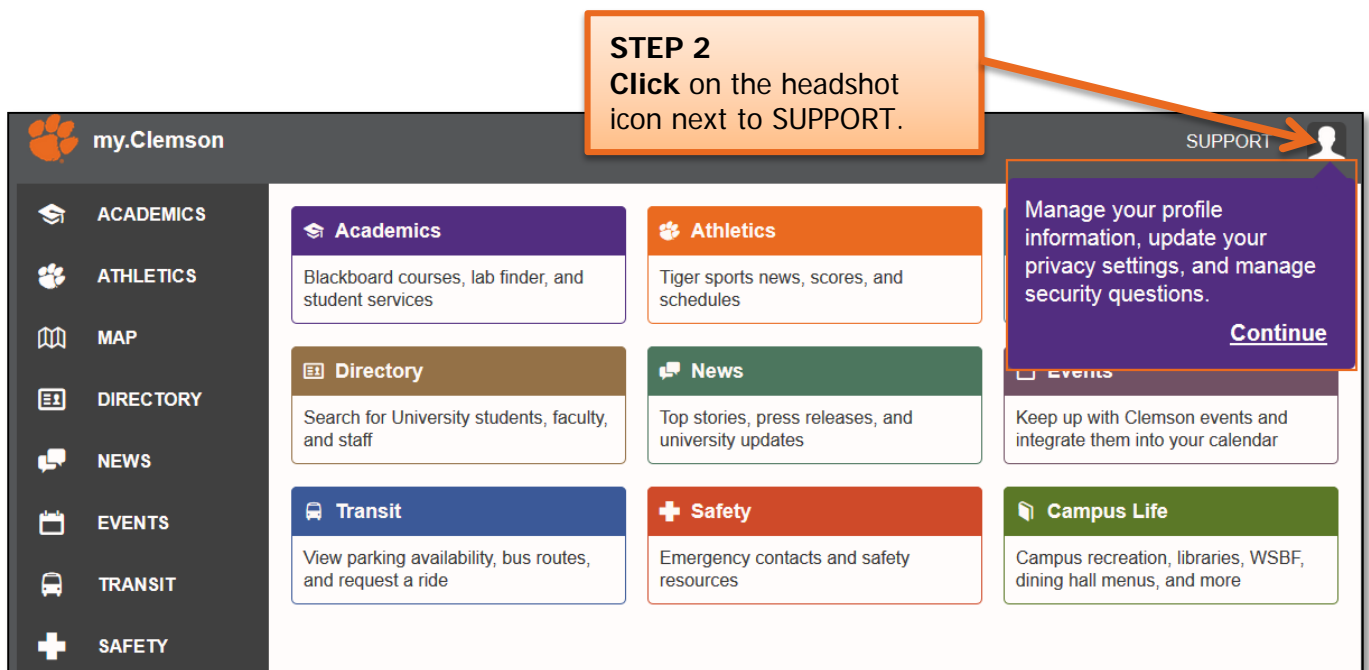 STEP 2
Click on the headshot
icon next to SUPPORT.
my.Clemson
SUPPORT
ACADEMICS
ATHLETICS
MAP
DIRECTORY
NEWS
EVENTS
TRANSIT
SAFETY
Academics
Blackboard courses, lab finder, and
student services
Athletics
Tiger sports news, scores, and
schedules
Manage your profile
information, update your
privacy settings, and manage
security questions.
Continue
Directory
Search for University students, faculty,
and staff
News
Top stories, press releases, and
university updates
Events
Keep up with Clemson events and
integrate them into your calendar
Transit
View parking availability, bus routes,
and request a ride
Safety
Emergency contacts and safety
resources
Campus Life
Campus recreation, libraries, WSBF,
dining hall menus, and more